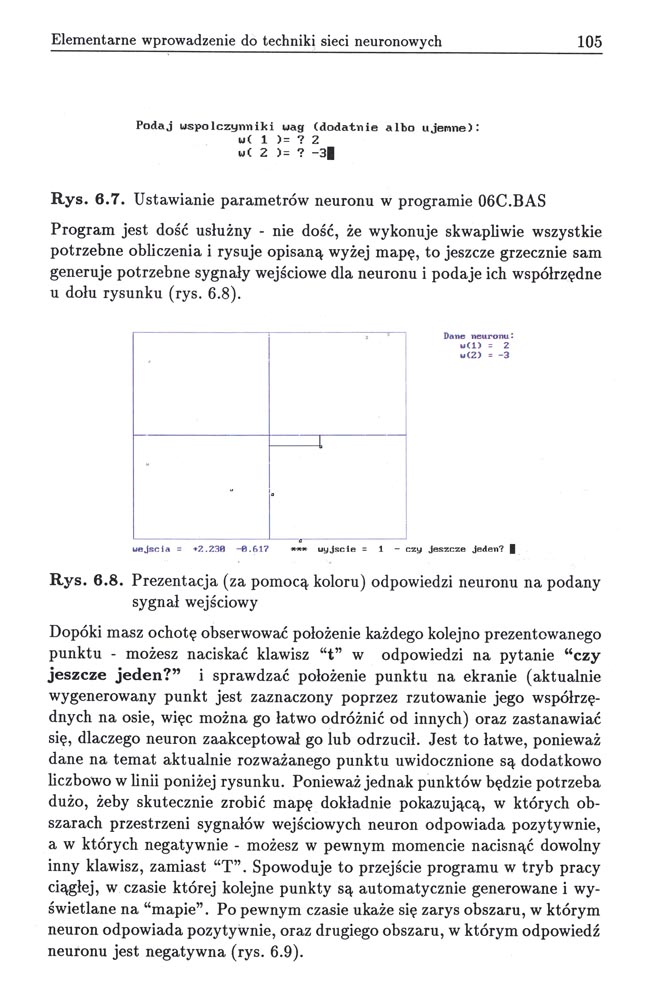 Elementarne wprowadzenie do techniki sieci neuronowych 105
Podaj wspolczynniki wag (dodatnie albo ujemne):
w( 1 )= ? 2
w( 2 )= ? -3
Rys. 6.7. Ustawianie parametrów neuronu w programie 06C.BAS
Program jest dość usłużny - nie dość, że wykonuje skwapliwie wszystkie
potrzebne obliczenia i rysuje opisaną wyżej mapę, to jeszcze grzecznie sam
generuje potrzebne sygnały wejściowe dla neuronu i podaje ich współrzędne
u dołu rysunku (rys. 6.8).
Dane neuronu:
w(1) = 2
w(2) = -3
wejscia = +2.230 -0.617 *** wyjscie = 1 - czy jeszcze jeden?
Rys. 6.8. Prezentacja (za pomocą koloru) odpowiedzi neuronu na podany
sygnał wejściowy
Dopóki masz ochotę obserwować położenie każdego kolejno prezentowanego
punktu - możesz naciskać klawisz “t” w odpowiedzi na pytanie “czy
jeszcze jeden?” i sprawdzać położenie punktu na ekranie (aktualnie
wygenerowany punkt jest zaznaczony poprzez rzutowanie jego współrzę-
dnych na osie, więc można go łatwo odróżnić od innych) oraz zastanawiać
się, dlaczego neuron zaakceptował go lub odrzucił. Jest to łatwe, ponieważ
dane na temat aktualnie rozważanego punktu uwidocznione są dodatkowo
liczbowo w linii poniżej rysunku. Ponieważ jednak punktów będzie potrzeba
dużo, żeby skutecznie zrobić mapę dokładnie pokazującą, w których ob-
szarach przestrzeni sygnałów wejściowych neuron odpowiada pozytywnie,
a w których negatywnie - możesz w pewnym momencie nacisnąć dowolny
inny klawisz, zamiast “T”. Spowoduje to przejście programu w tryb pracy
ciągłej, w czasie której kolejne punkty są automatycznie generowane i wy-
świetlane na “mapie”. Po pewnym czasie ukaże się zarys obszaru, w którym
neuron odpowiada pozytywnie, oraz drugiego obszaru, w którym odpowiedź
neuronu jest negatywna (rys. 6.9).